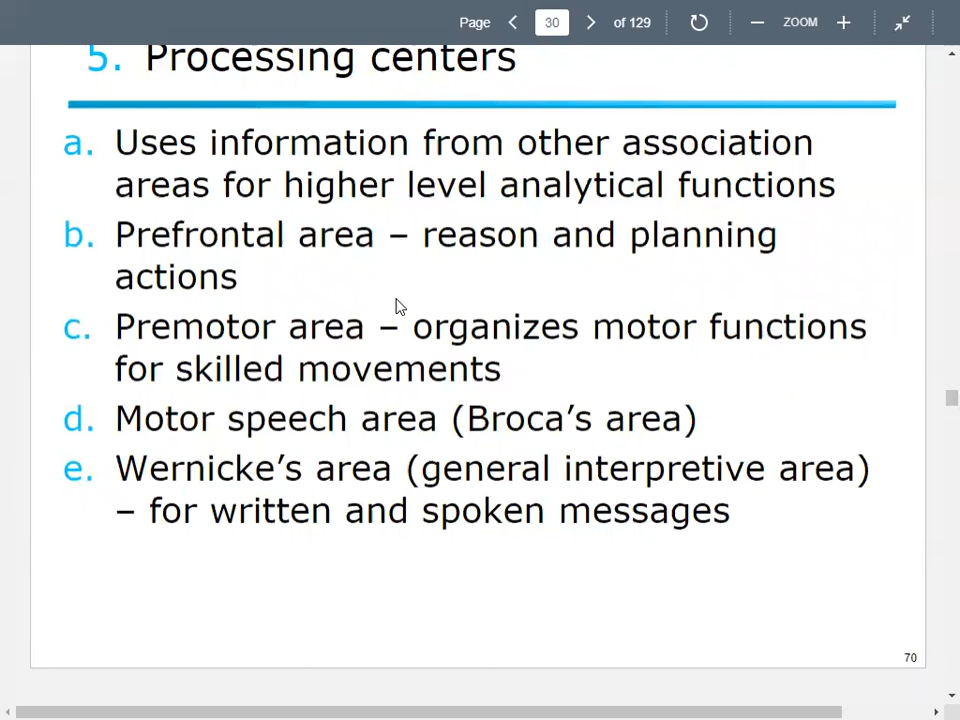 Page 30 of 129 ZOOM
5. Processing centers
a. Uses information from other association
areas for higher level analytical functions
b. Prefrontal area – reason and planning
actions
c. Premotor area – organizes motor functions
for skilled movements
d. Motor speech area (Broca’s area)
e. Wernicke’s area (general interpretive area)
– for written and spoken messages
70